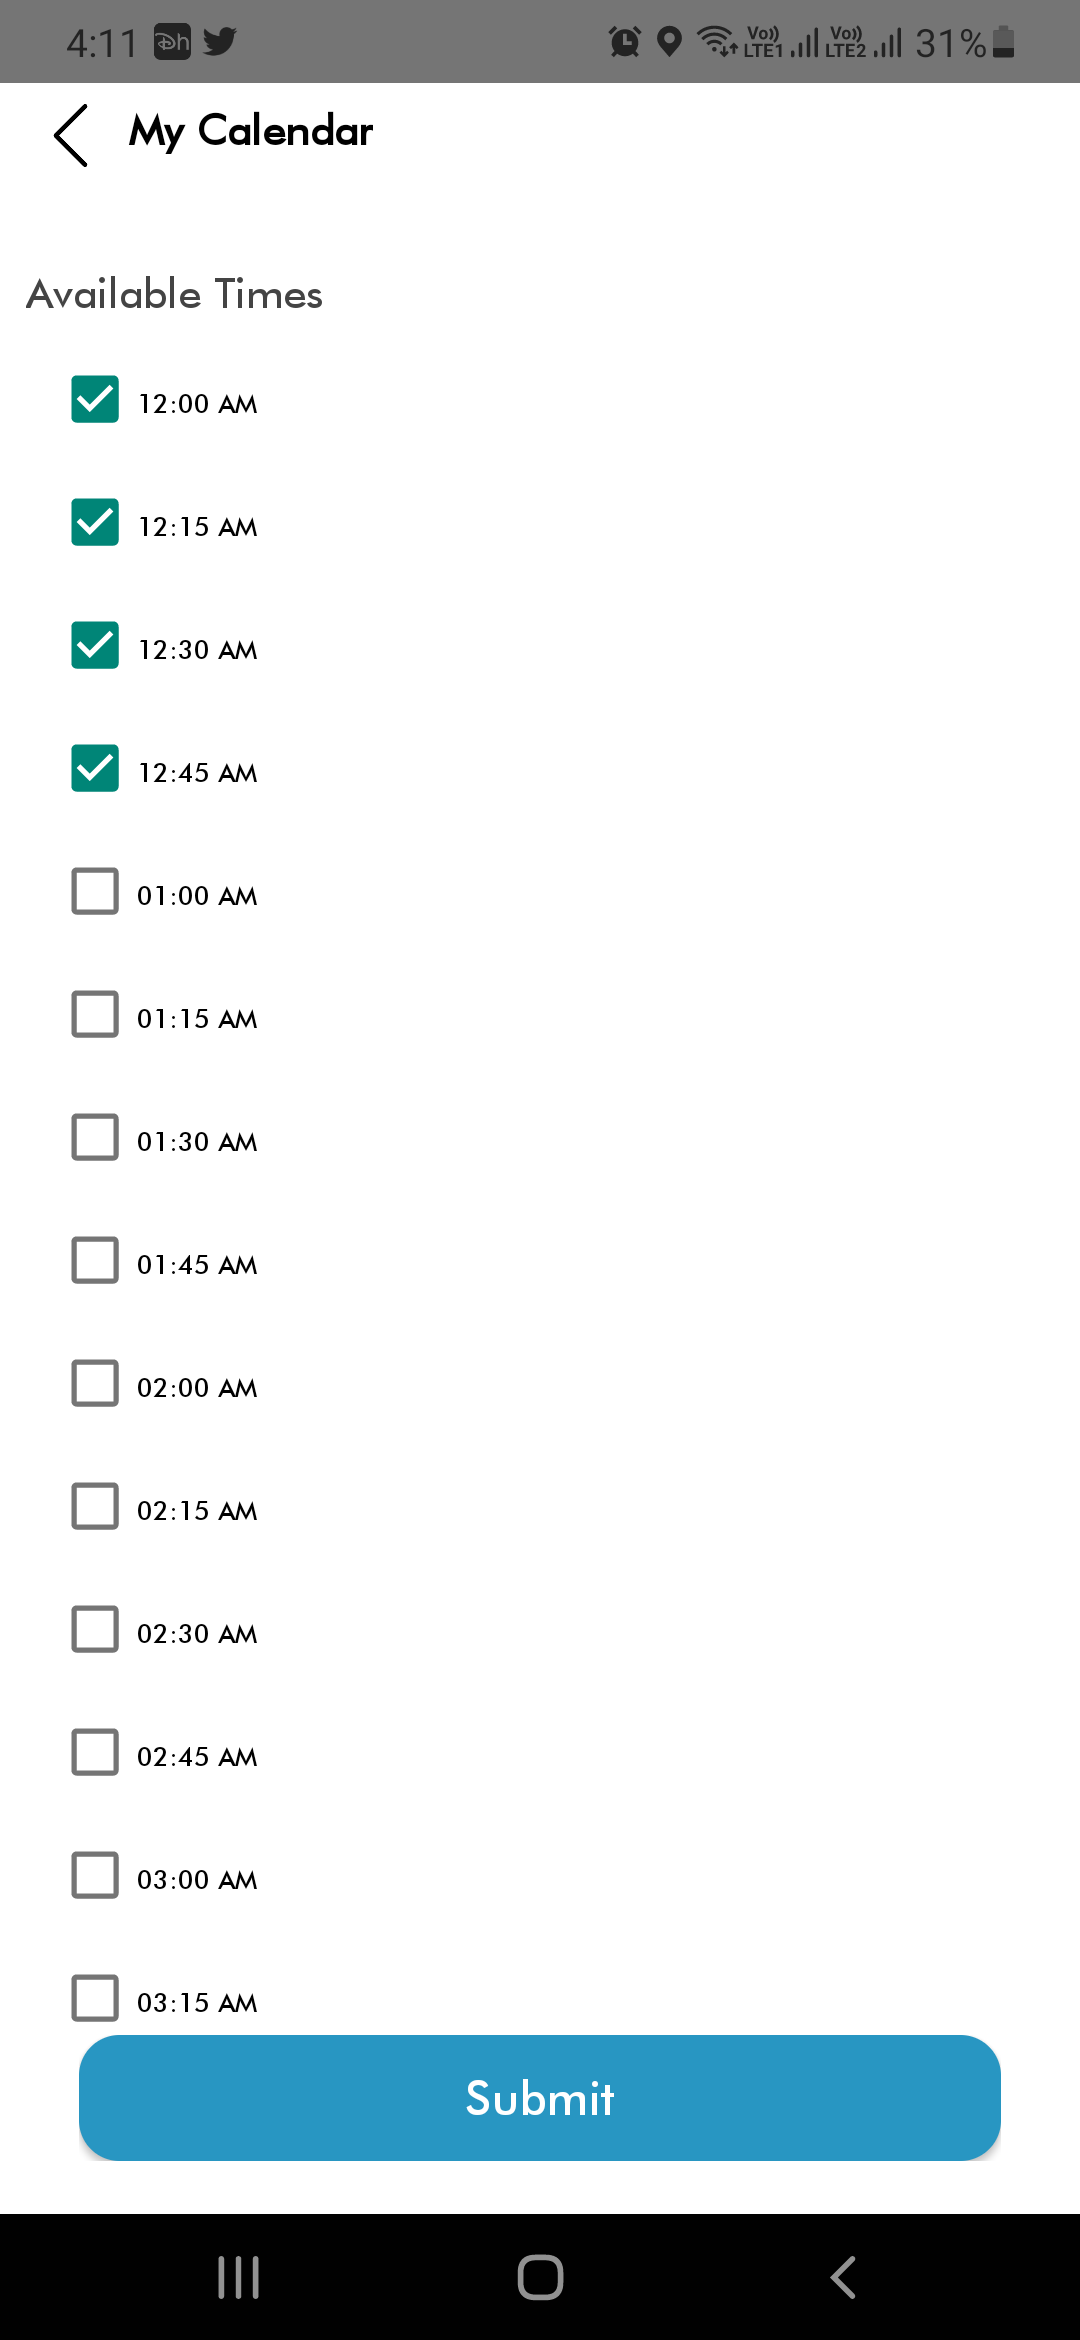 4:11 Dh Vo)) LTE1 Vo)) LTE2 31%
My Calendar
Available Times
12:00 AM
12:15 AM
12:30 AM
12:45 AM
01:00 AM
01:15 AM
01:30 AM
01:45 AM
02:00 AM
02:15 AM
02:30 AM
02:45 AM
03:00 AM
03:15 AM
Submit